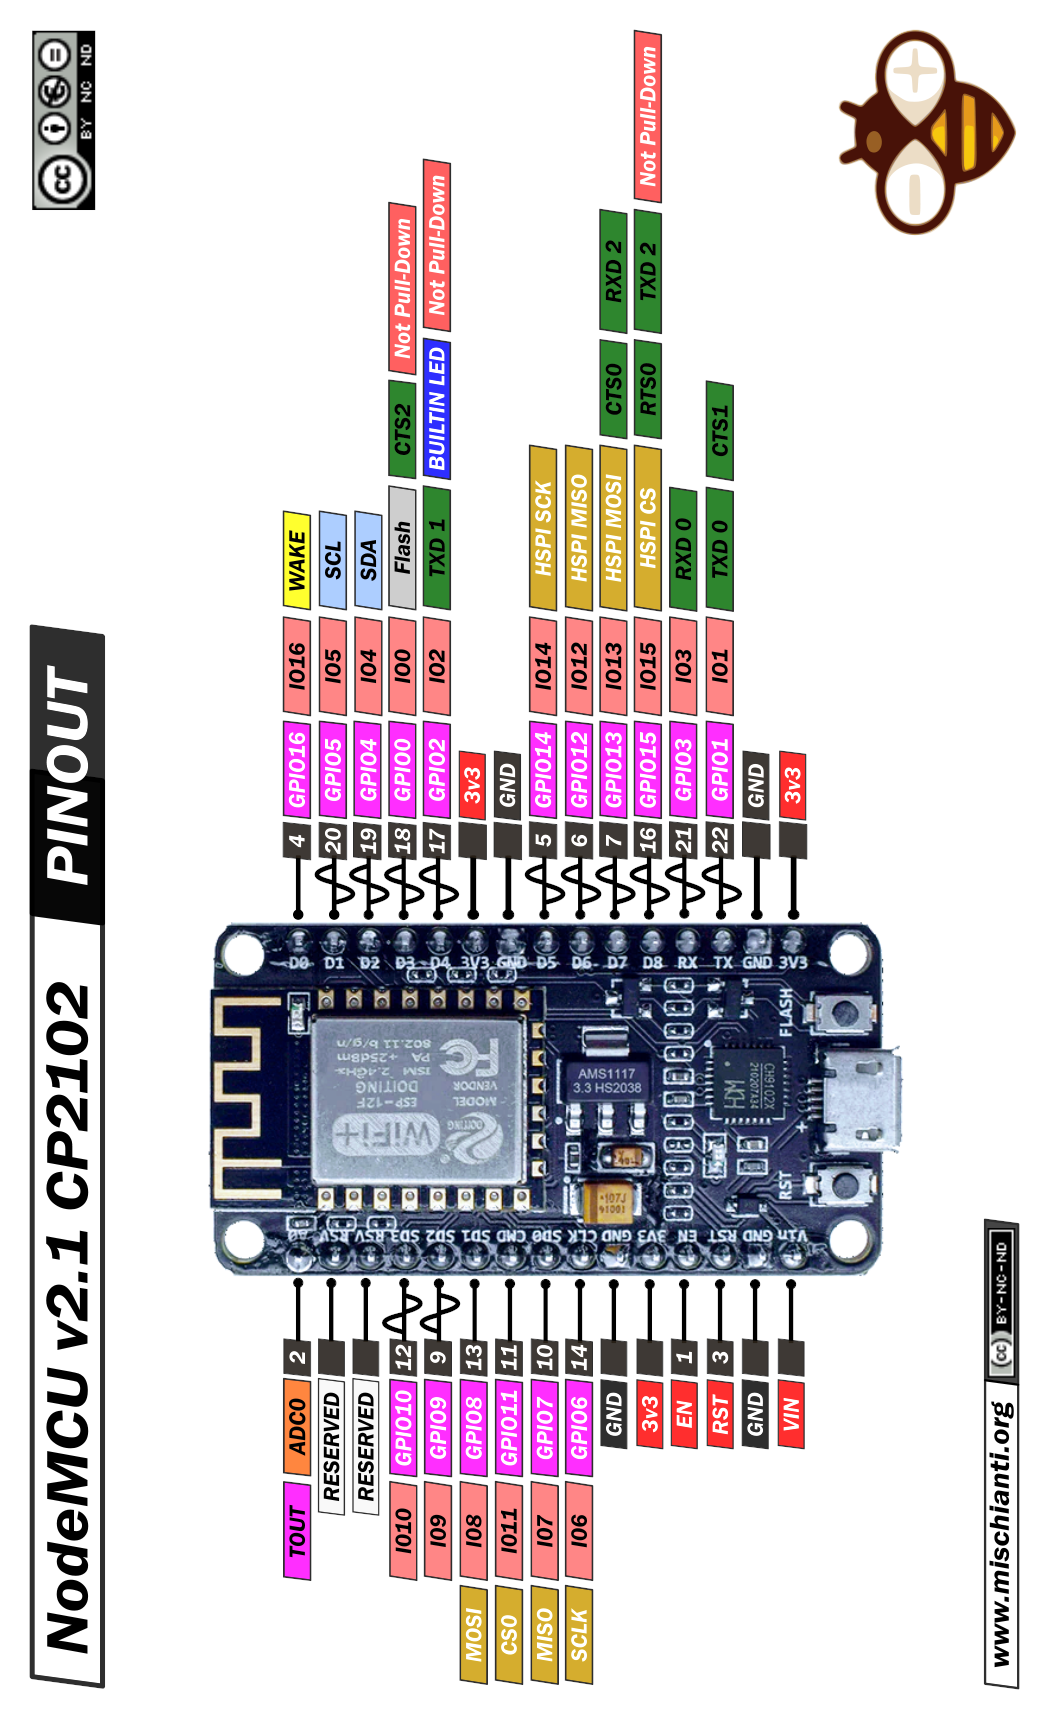 NodeMCU v2.1 CP2102 PINOUT
cc BY NC ND
4 GPIO16 IO16 WAKE
20 GPIO5 IO5 SCL
19 GPIO4 IO4 SDA
18 GPIO0 IO0 Flash CTS2 Not Pull-Down
17 GPIO2 IO2 TXD 1 BUILTIN LED Not Pull-Down
3v3
GND
5 GPIO14 IO14 HSPI SCK
6 GPIO12 IO12 HSPI MISO
7 GPIO13 IO13 HSPI MOSI CTS0 RXD 2
16 GPIO15 IO15 HSPI CS RTS0 TXD 2 Not Pull-Down
21 GPIO3 IO3 RXD 0
22 GPIO1 IO1 TXD 0 CTS1
GND
3v3
D0 D1 D2 D3 D4 3V3 GND D5 D6 D7 D8 RX TX GND 3V3
FLASH
802.11 b/g/n
PA +25dBm
ISM 2.4GHz
DOITING
ESP-12F
FC
VENDOR
MODEL
WiFi+
DOITING
AMS1117
3.3 HS2038
WCH
CH9102X
210207A34
107J
RST
+
A0 RSV RSV SD3 SD2 SD1 CMD SD0 CLK GND 3V3 EN RST GND Vin
2 ADC0 TOUT
RESERVED
RESERVED
12 GPIO10 IO10
9 GPIO9 IO9
13 GPIO8 IO8 MOSI
11 GPIO11 IO11 CS0
10 GPIO7 IO7 MISO
14 GPIO6 IO6 SCLK
GND
3v3
1 EN
3 RST
GND
VIN
www.mischianti.org
(cc) BY-NC-ND